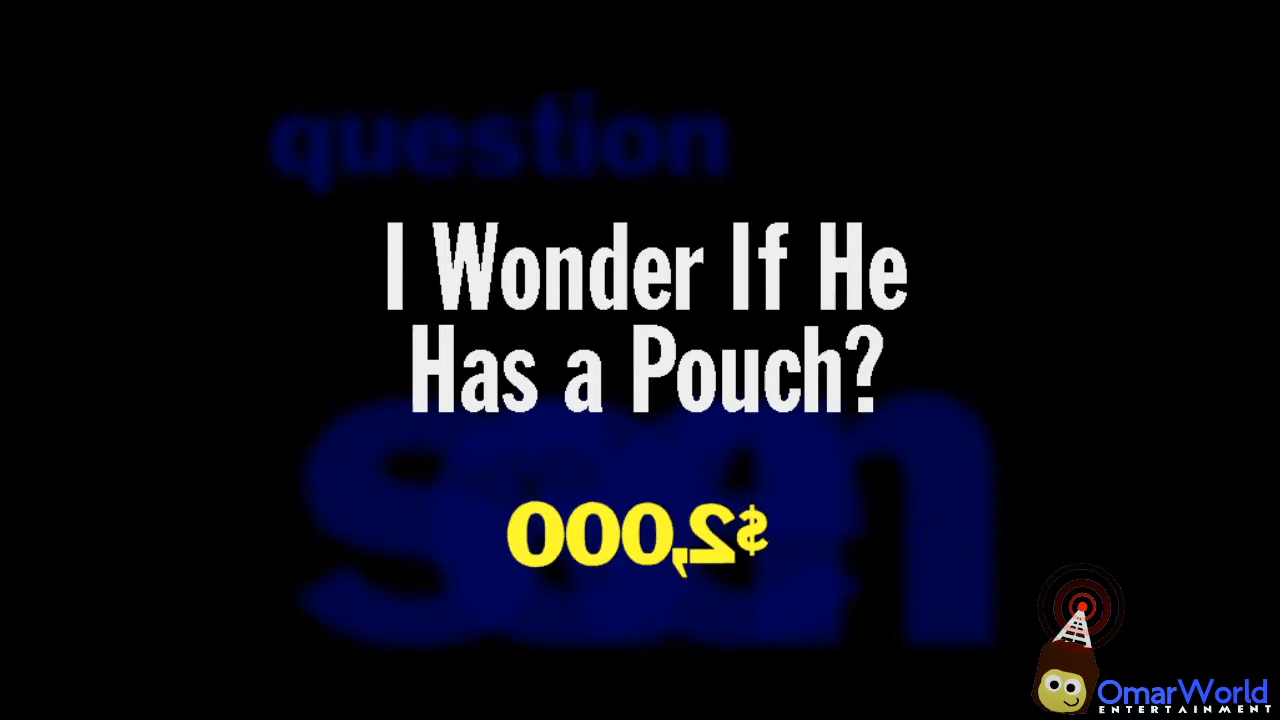 question
I Wonder If He
Has a Pouch?
$2,000
OmarWorld
ENTERTAINMENT